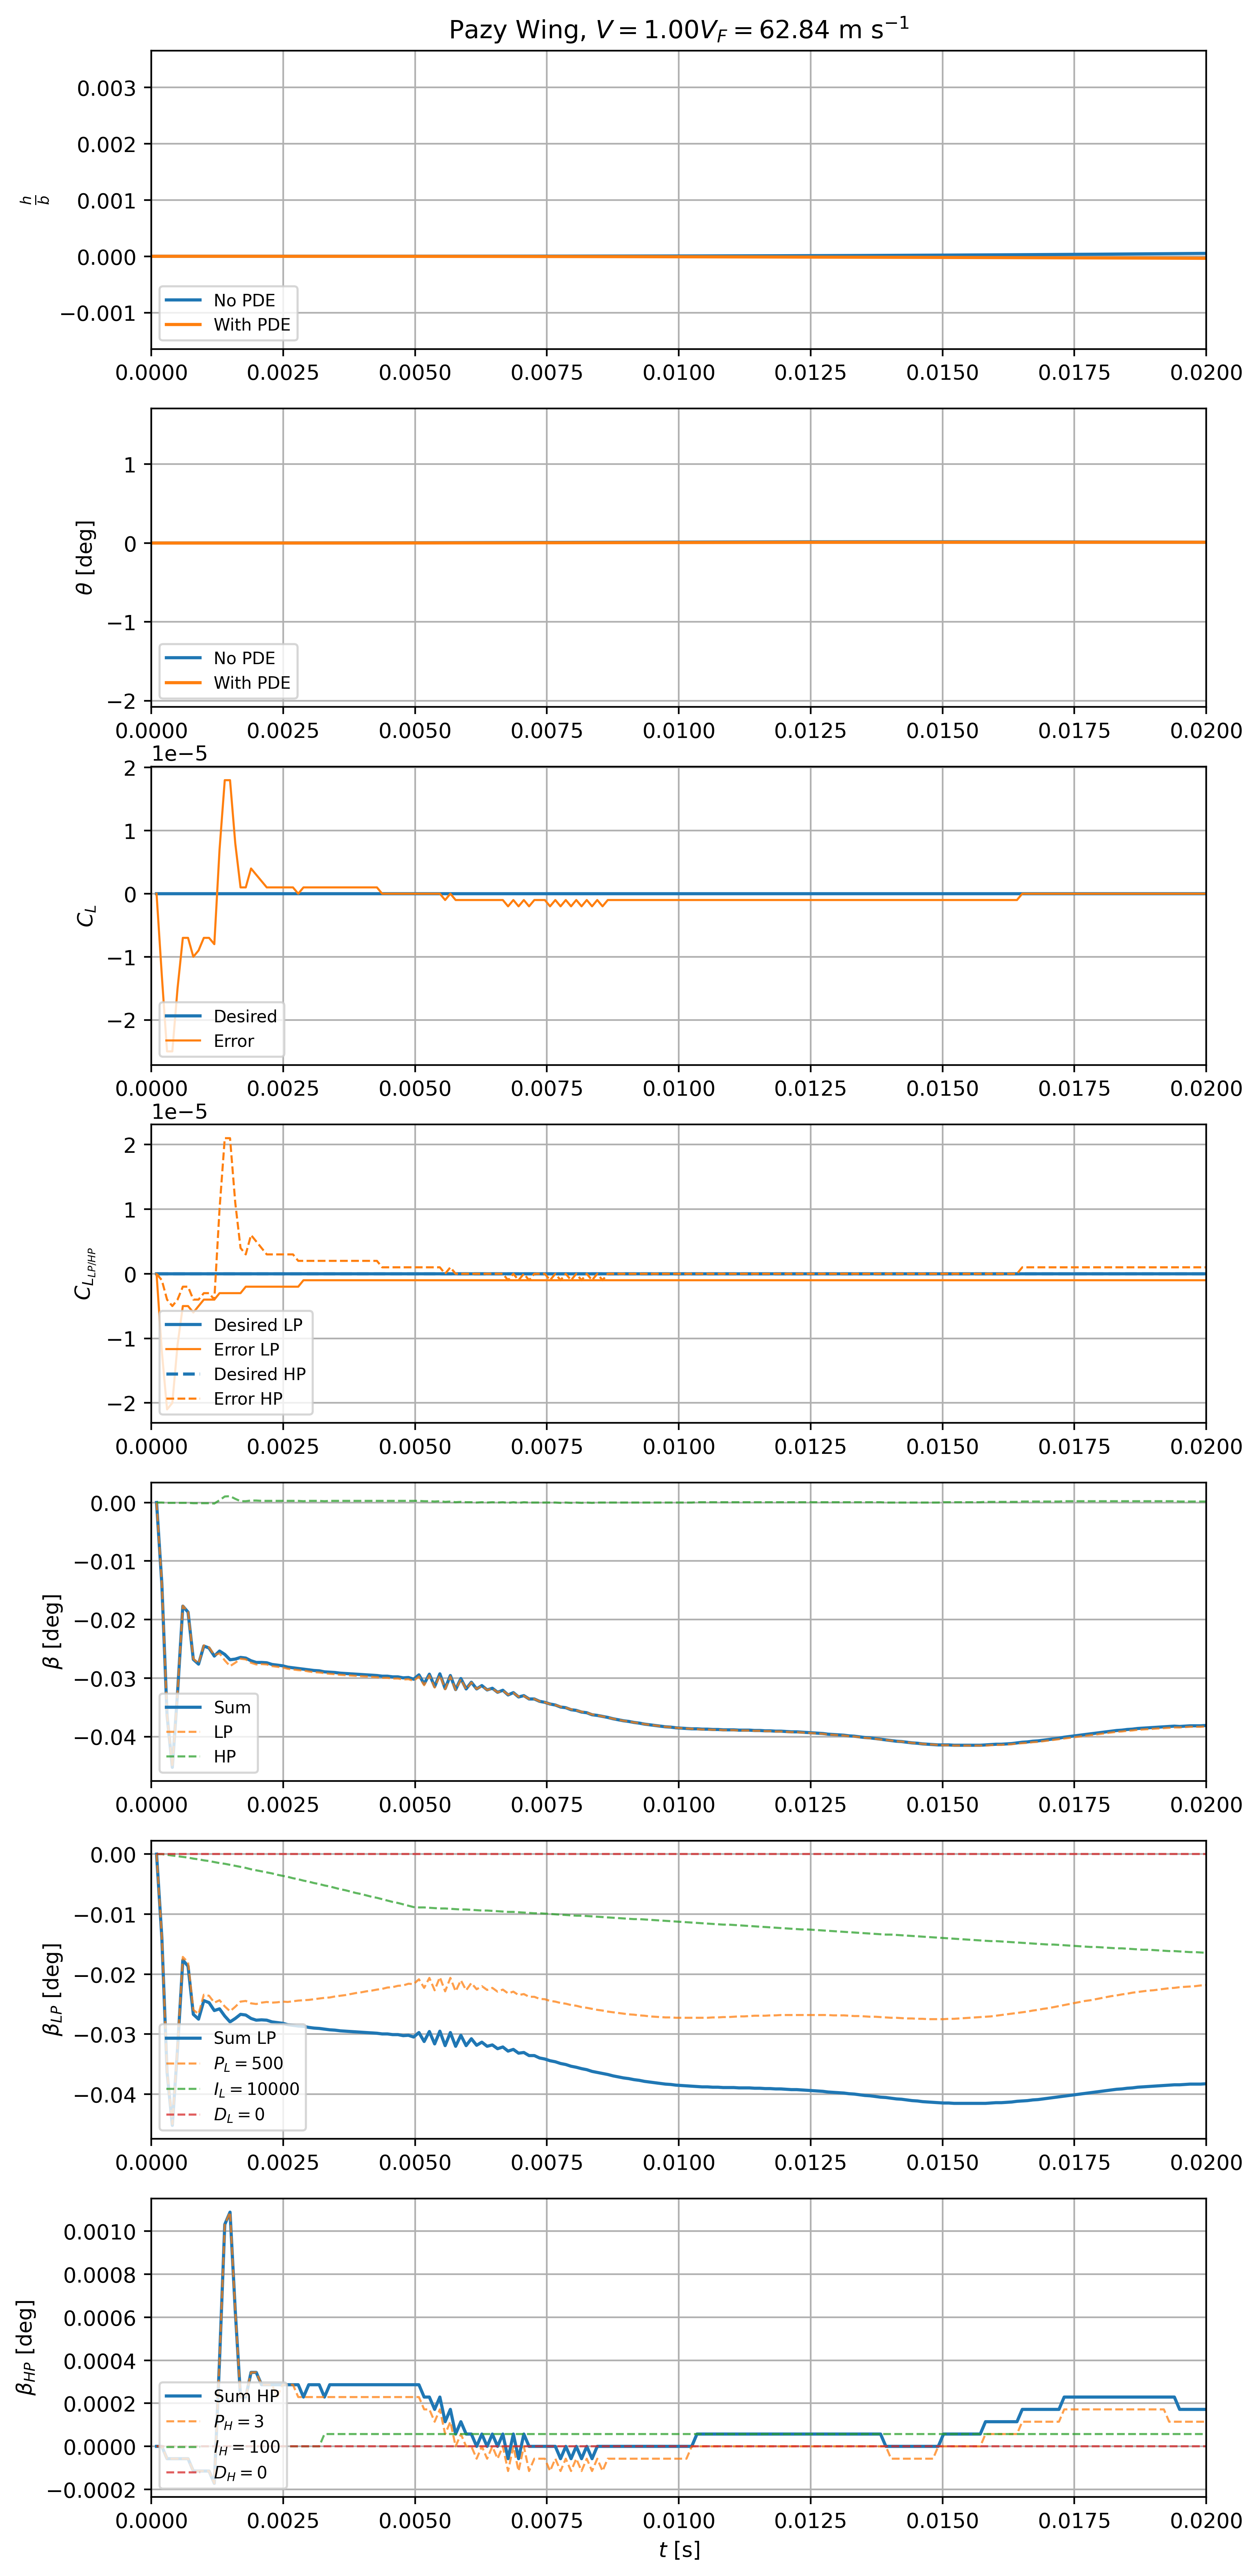 Pazy Wing, V = 1.00V_F = 62.84 m s⁻¹
h/b
0.003
0.002
0.001
0.000
−0.001
No PDE
With PDE
0.0000 0.0025 0.0050 0.0075 0.0100 0.0125 0.0150 0.0175 0.0200
θ [deg]
1
0
−1
−2
No PDE
With PDE
0.0000 0.0025 0.0050 0.0075 0.0100 0.0125 0.0150 0.0175 0.0200
1e−5
C_L
2
1
0
−1
−2
Desired
Error
0.0000 0.0025 0.0050 0.0075 0.0100 0.0125 0.0150 0.0175 0.0200
1e−5
C_{L_{LP/HP}}
2
1
0
−1
−2
Desired LP
Error LP
Desired HP
Error HP
0.0000 0.0025 0.0050 0.0075 0.0100 0.0125 0.0150 0.0175 0.0200
β [deg]
0.00
−0.01
−0.02
−0.03
−0.04
Sum
LP
HP
0.0000 0.0025 0.0050 0.0075 0.0100 0.0125 0.0150 0.0175 0.0200
β_{LP} [deg]
0.00
−0.01
−0.02
−0.03
−0.04
Sum LP
P_L = 500
I_L = 10000
D_L = 0
0.0000 0.0025 0.0050 0.0075 0.0100 0.0125 0.0150 0.0175 0.0200
β_{HP} [deg]
0.0010
0.0008
0.0006
0.0004
0.0002
0.0000
−0.0002
Sum HP
P_H = 3
I_H = 100
D_H = 0
0.0000 0.0025 0.0050 0.0075 0.0100 0.0125 0.0150 0.0175 0.0200
t [s]